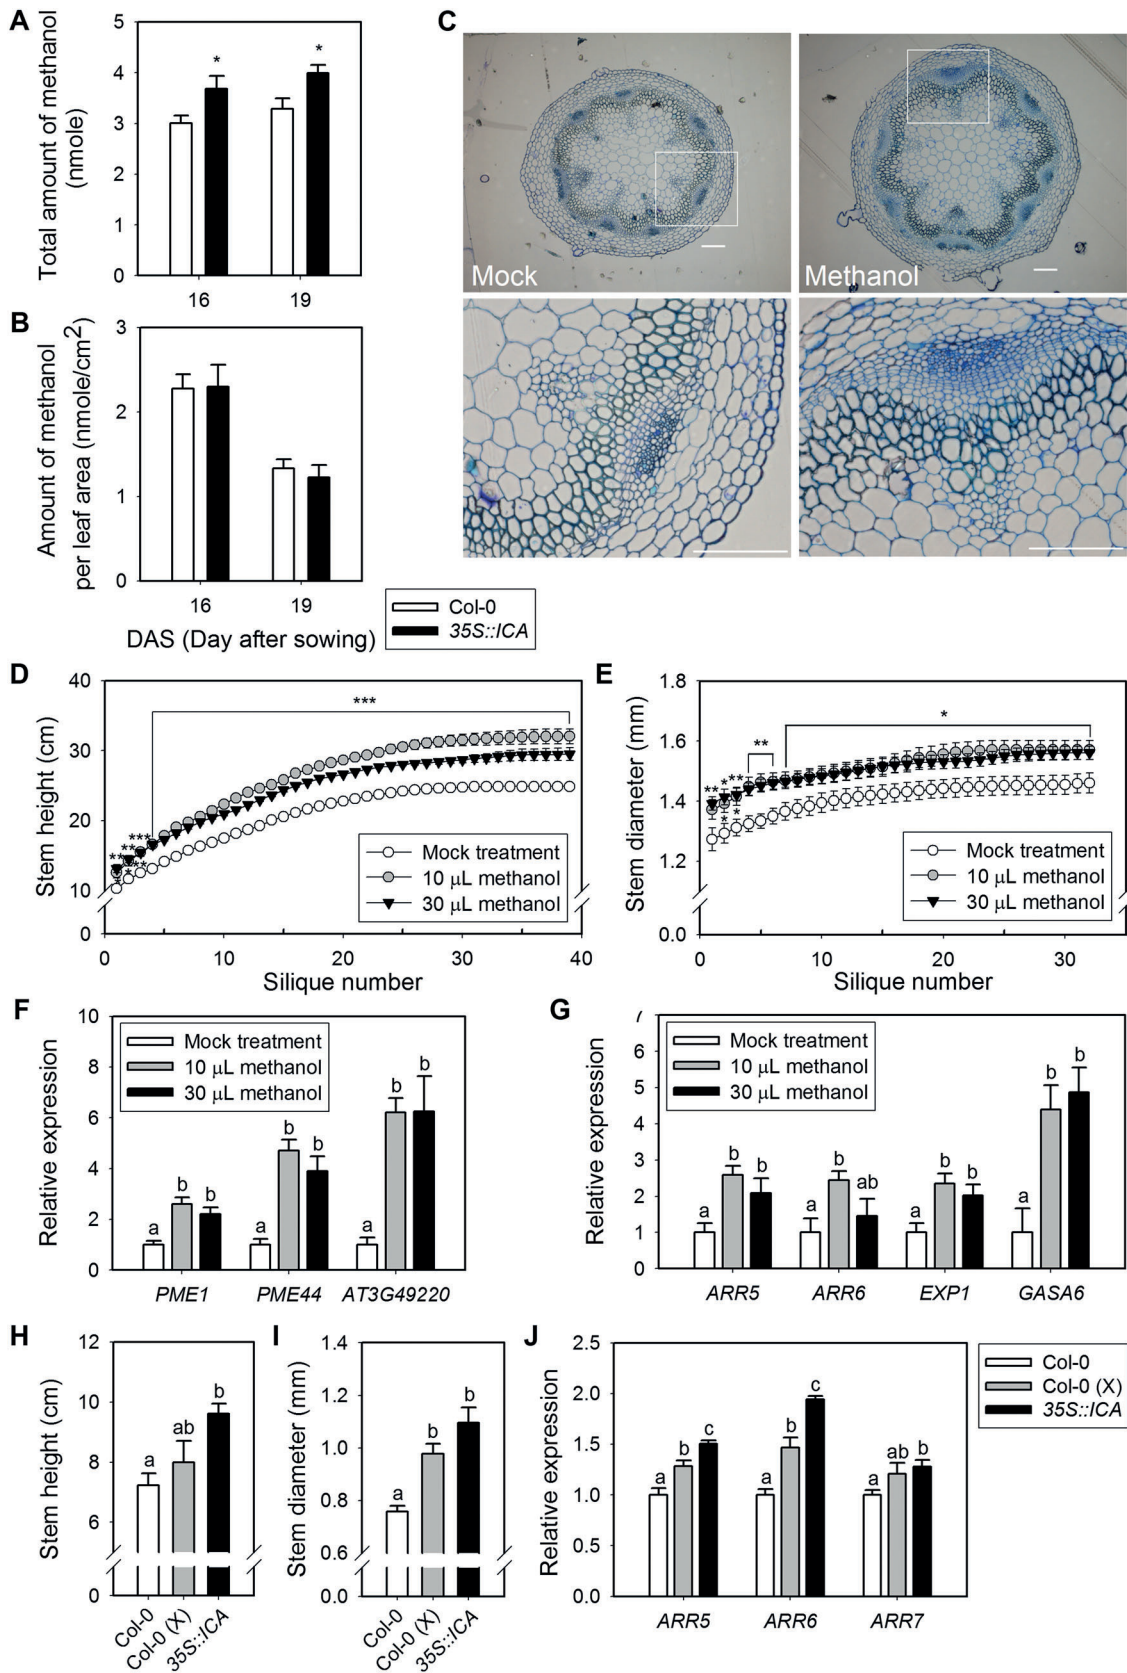 A
Total amount of methanol
(nmole)
5
4
3
2
1
0
*
*
16
19
B
Amount of methanol
per leaf area (nmole/cm²)
3
2
1
0
16
19
DAS (Day after sowing)
Col-0
35S::ICA
C
Mock
Methanol
D
Stem height (cm)
40
30
20
10
0
***
**
**
***
*
*
**
Mock treatment
10 µL methanol
30 µL methanol
0
10
20
30
40
Silique number
E
Stem diameter (mm)
1.8
1.6
1.4
1.2
0.0
*
**
**
*
**
*
*
Mock treatment
10 µL methanol
30 µL methanol
0
10
20
30
Silique number
F
Relative expression
10
8
6
4
2
0
Mock treatment
10 µL methanol
30 µL methanol
a b b
a b b
a b b
PME1 PME44 AT3G49220
G
Relative expression
7
6
5
4
3
2
1
0
Mock treatment
10 µL methanol
30 µL methanol
a b b
a b ab
a b b
a b b
ARR5 ARR6 EXP1 GASA6
H
Stem height (cm)
12
10
8
6
0
a ab b
Col-0
Col-0 (X)
35S::ICA
I
Stem diameter (mm)
1.4
1.2
1.0
0.8
0.6
0.0
a b b
Col-0
Col-0 (X)
35S::ICA
J
Relative expression
2.5
2.0
1.5
1.0
0.5
0.0
a b c
a b c
a ab b
ARR5 ARR6 ARR7
Col-0
Col-0 (X)
35S::ICA